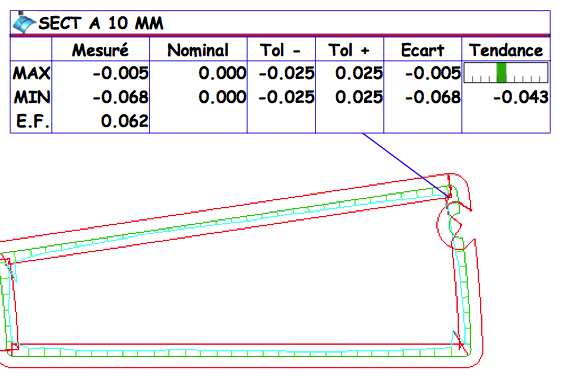 SECT A 10 MM
Mesuré Nominal Tol - Tol + Ecart Tendance
MAX -0.005 0.000 -0.025 0.025 -0.005
MIN -0.068 0.000 -0.025 0.025 -0.068 -0.043
E.F. 0.062